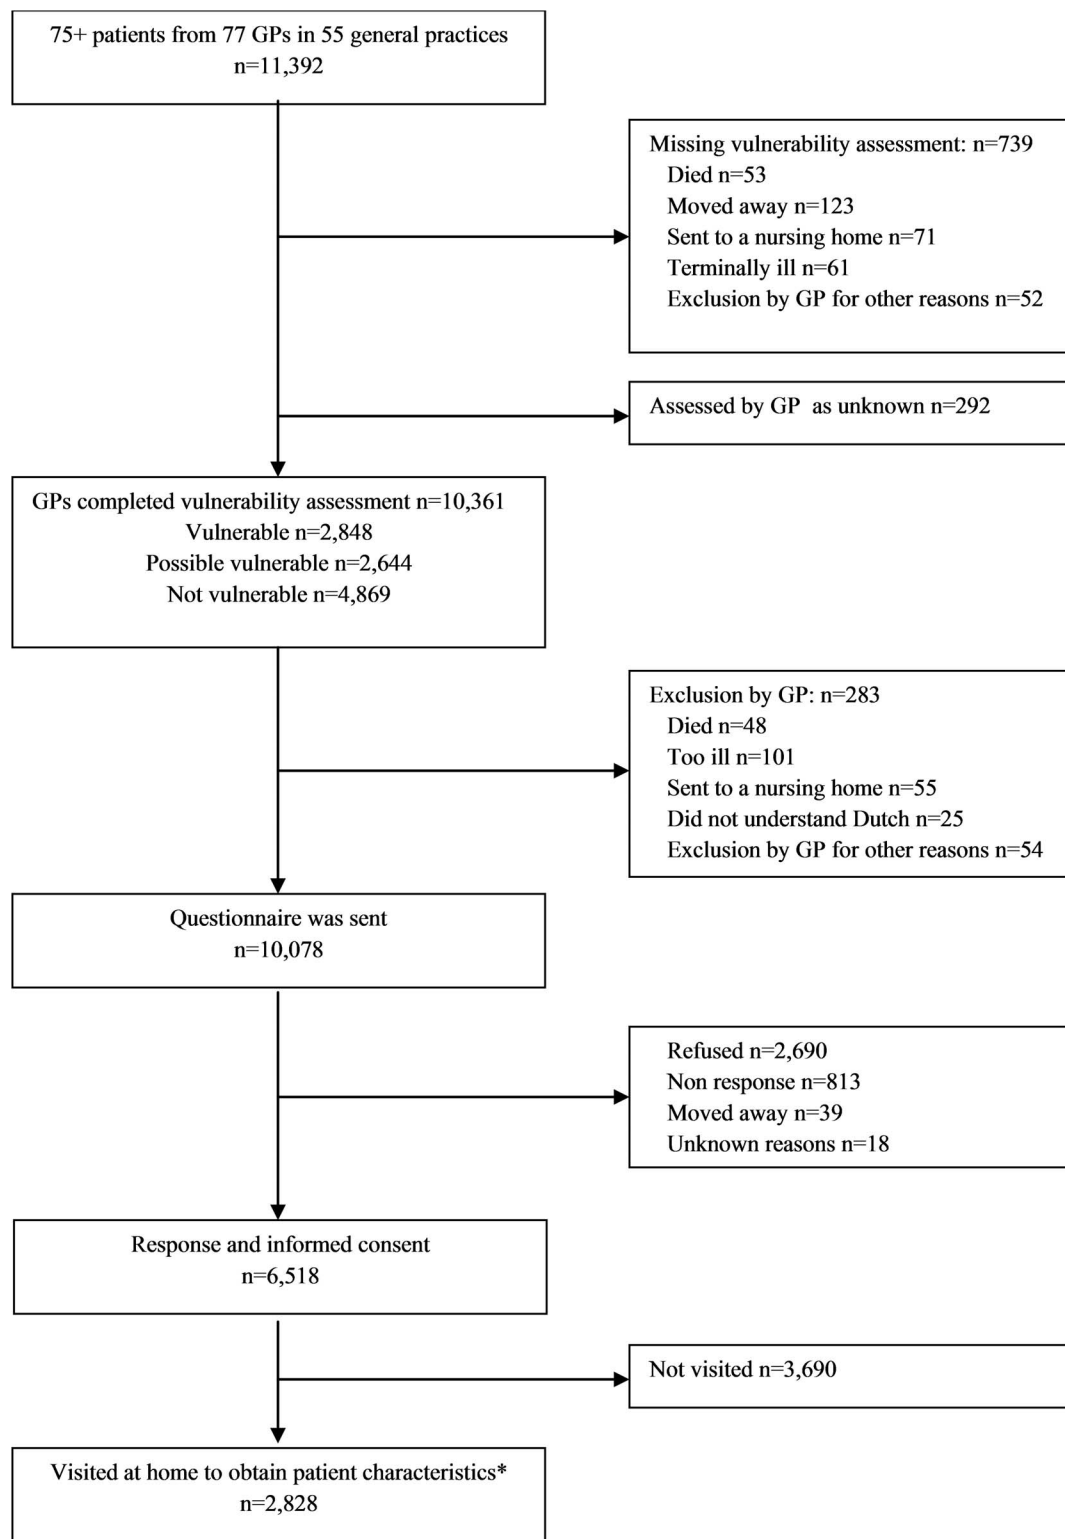 75+ patients from 77 GPs in 55 general practices
n=11,392
Missing vulnerability assessment: n=739
Died n=53
Moved away n=123
Sent to a nursing home n=71
Terminally ill n=61
Exclusion by GP for other reasons n=52
Assessed by GP  as unknown n=292
GPs completed vulnerability assessment n=10,361
Vulnerable n=2,848
Possible vulnerable n=2,644
Not vulnerable n=4,869
Exclusion by GP: n=283
Died n=48
Too ill n=101
Sent to a nursing home n=55
Did not understand Dutch n=25
Exclusion by GP for other reasons n=54
Questionnaire was sent
n=10,078
Refused n=2,690
Non response n=813
Moved away n=39
Unknown reasons n=18
Response and informed consent
n=6,518
Not visited n=3,690
Visited at home to obtain patient characteristics*
n=2,828